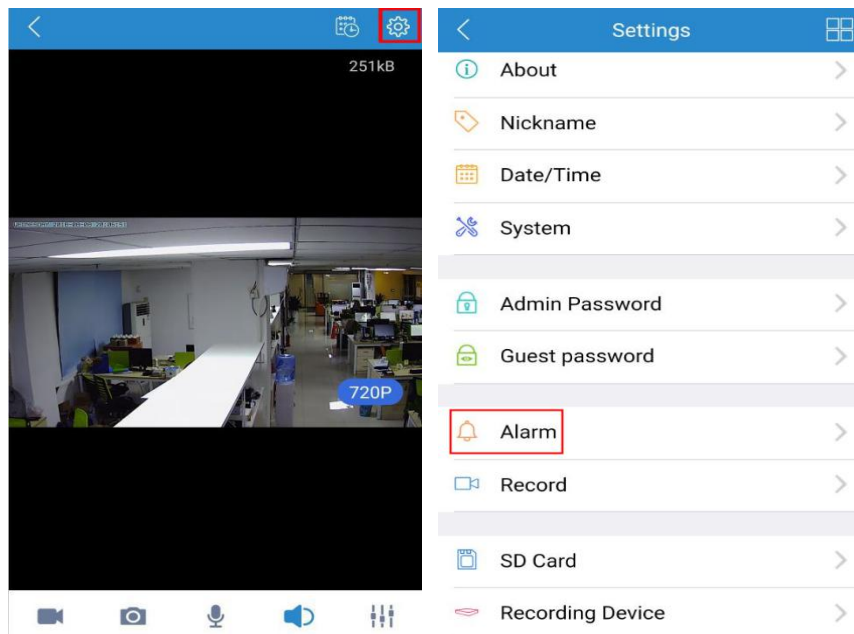 251kB
720P
Settings
About
Nickname
Date/Time
System
Admin Password
Guest password
Alarm
Record
SD Card
Recording Device